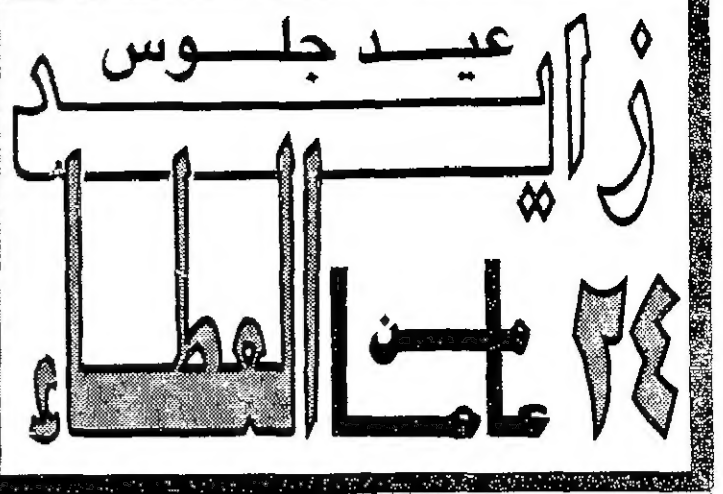 عيد جلوس
زايد
٢٤ عاما من العطاء